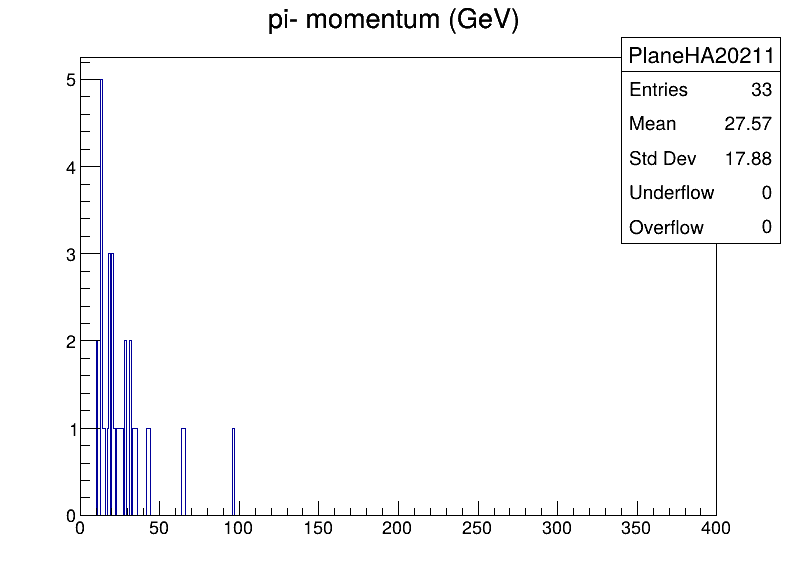 pi- momentum (GeV)
PlaneHA20211
Entries 33
Mean 27.57
Std Dev 17.88
Underflow 0
Overflow 0
5
4
3
2
1
0
0 50 100 150 200 250 300 350 400